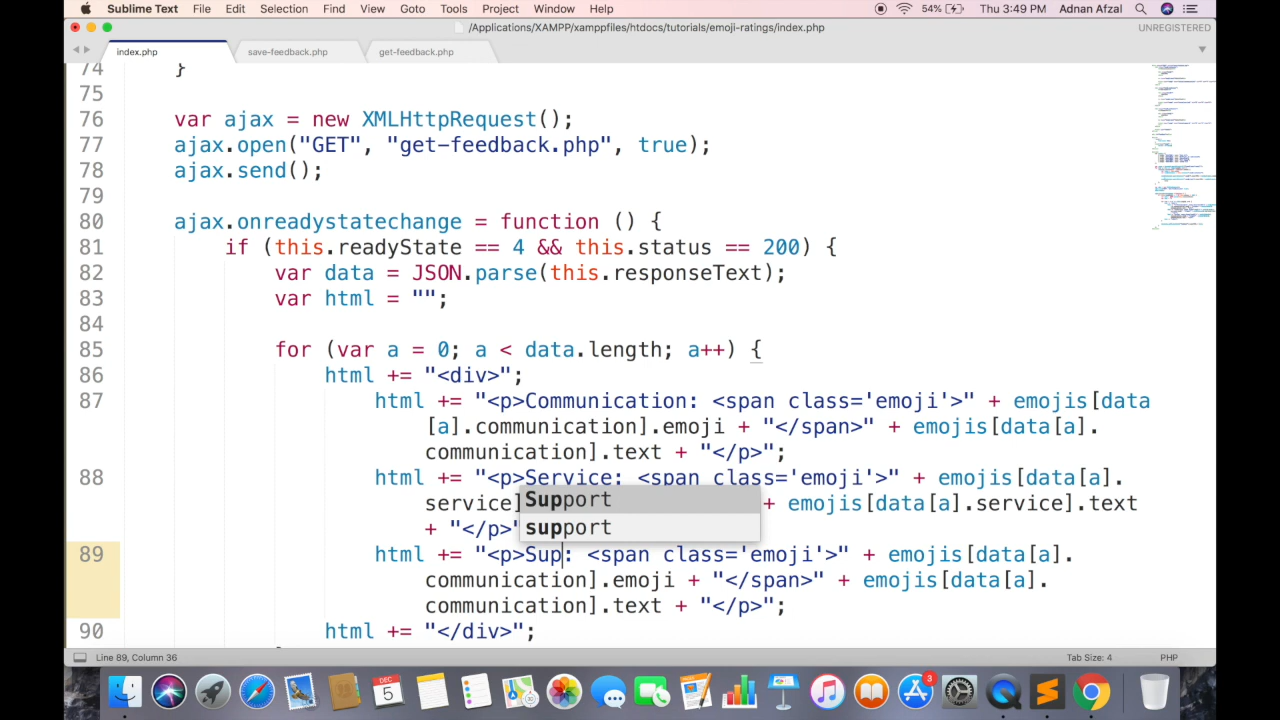 Sublime Text File Edit Selection Find View Goto Tools Project Window Help 54% Thu 3:49 PM Adnan Afzal
/Applications/XAMPP/xamppfiles/htdocs/tutorials/emoji-ratings/index.php UNREGISTERED
index.php save-feedback.php get-feedback.php
74 }
75
76 var ajax = new XMLHttpRequest();
77 ajax.open("GET", "get-feedback.php", true);
78 ajax.send();
79
80 ajax.onreadystatechange = function () {
81 if (this.readyState == 4 && this.status == 200) {
82 var data = JSON.parse(this.responseText);
83 var html = "";
84
85 for (var a = 0; a < data.length; a++) {
86 html += "<div>";
87 html += "<p>Communication: <span class='emoji'>" + emojis[data
[a].communication].emoji + "</span>" + emojis[data[a].
communication].text + "</p>";
88 html += "<p>Service: <span class='emoji'>" + emojis[data[a].
service] + emojis[data[a].service].text
+ "</p>"
Support
support
89 html += "<p>Sup: <span class='emoji'>" + emojis[data[a].
communication].emoji + "</span>" + emojis[data[a].
communication].text + "</p>";
90 html += "</div>";
Line 89, Column 36 Tab Size: 4 PHP
DEC
5
3